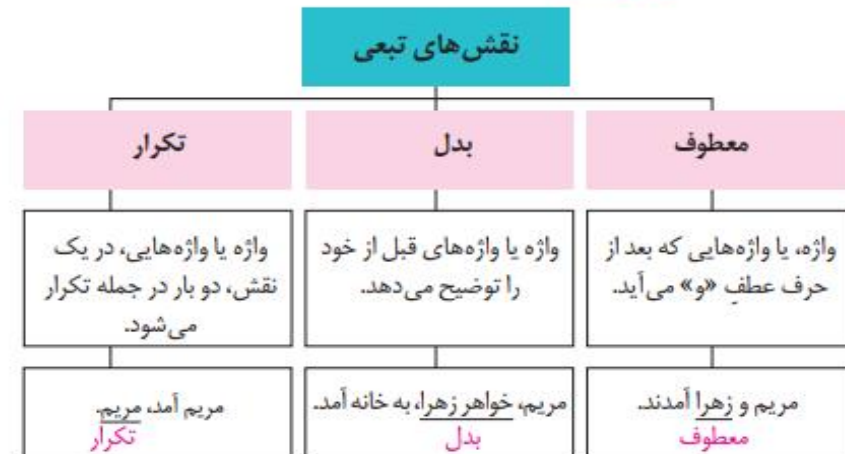 نقش‌های تبعی
معطوف
بدل
تکرار
واژه، یا واژه‌هایی که بعد از
حرف عطفِ «و» می‌آید.
واژه یا واژه‌های قبل از خود
را توضیح می‌دهد.
واژه یا واژه‌هایی، در یک
نقش، دو بار در جمله تکرار
می‌شود.
مریم و زهرا آمدند.
معطوف
مریم، خواهر زهرا، به خانه آمد.
بدل
مریم آمد، مریم.
تکرار